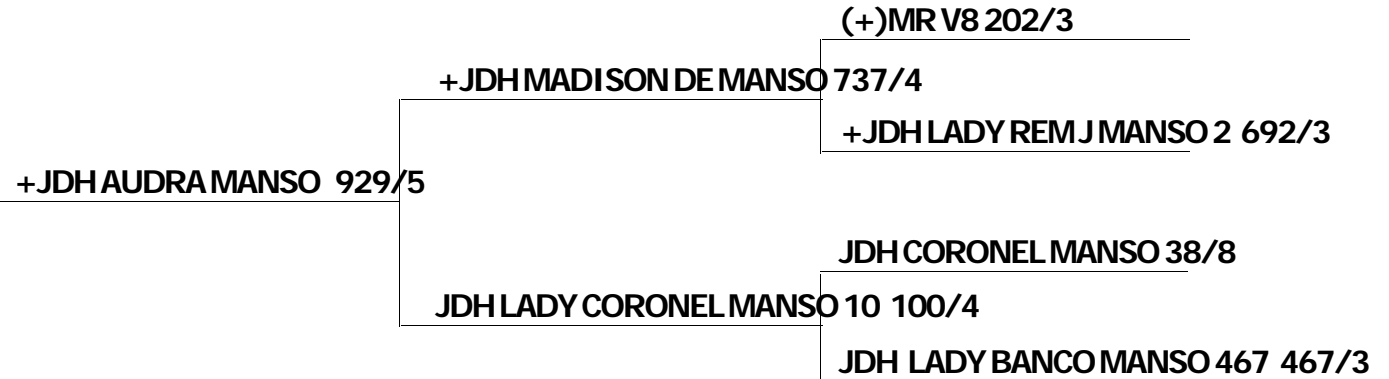 (+)MR V8 202/3
+JDH MADISON DE MANSO 737/4
+JDH LADY REM J MANSO 2 692/3
+JDH AUDRA MANSO 929/5
JDH CORONEL MANSO 38/8
JDH LADY CORONEL MANSO 10 100/4
JDH LADY BANCO MANSO 467 467/3